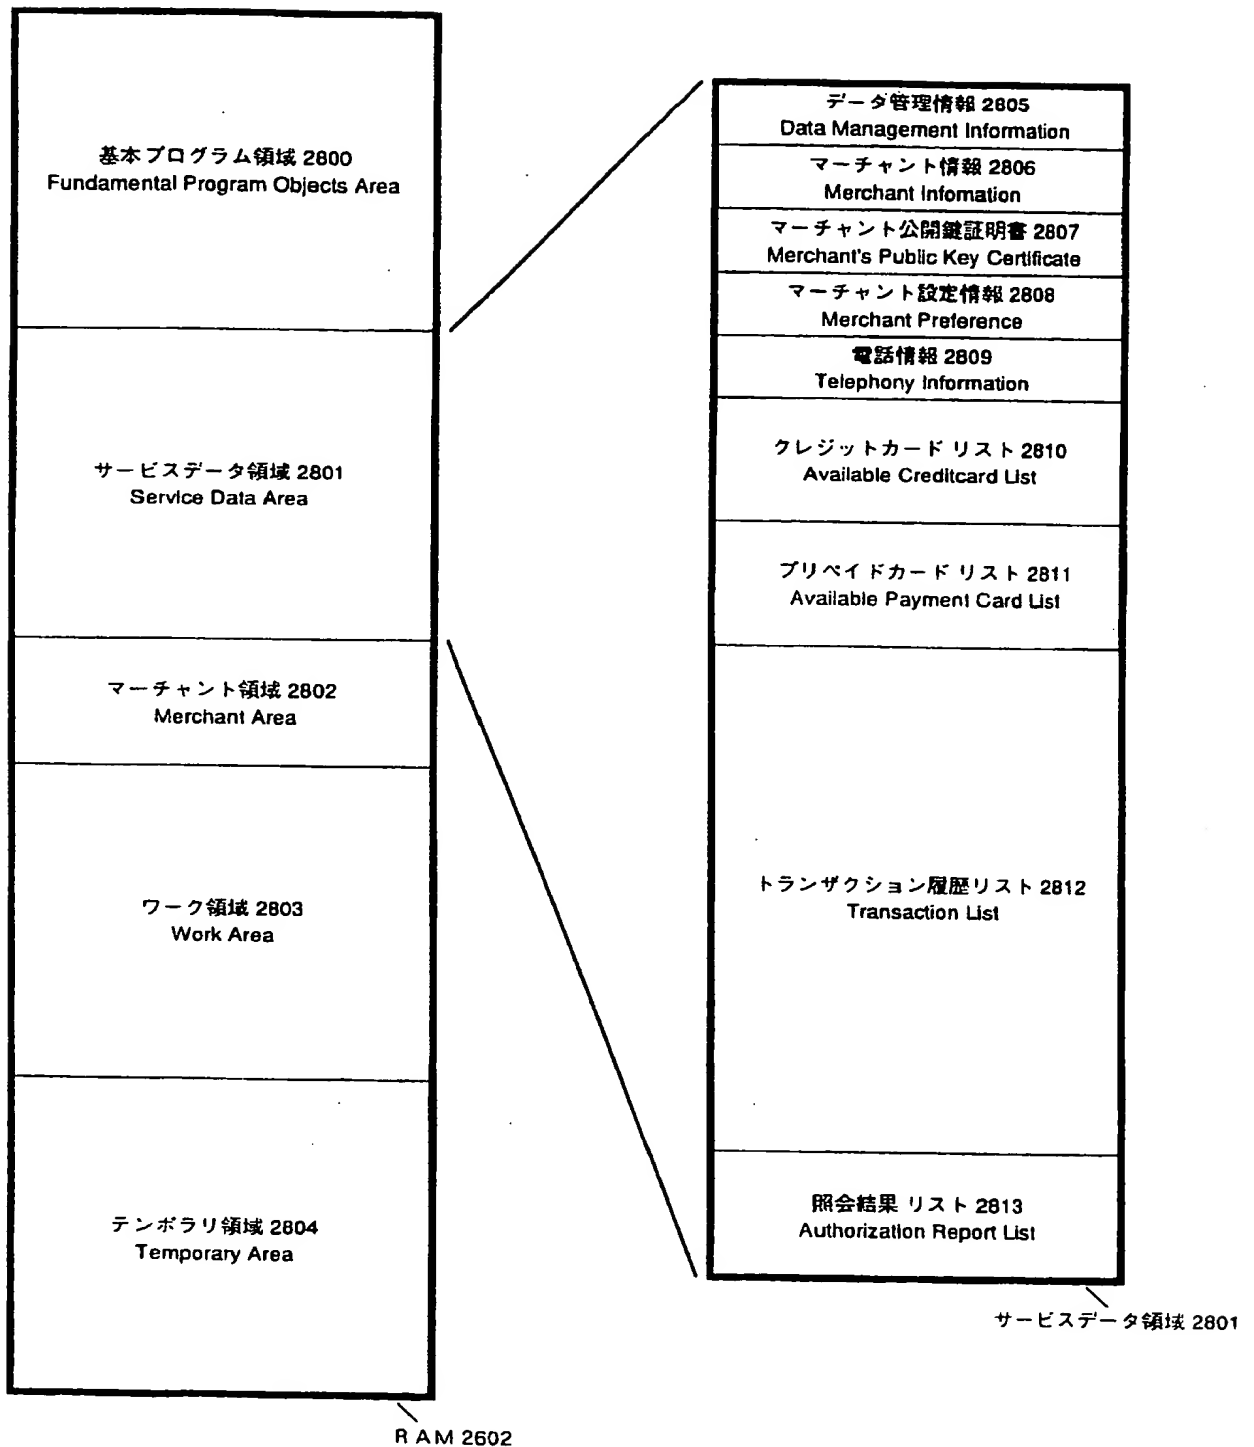 基本プログラム領域 2800
Fundamental Program Objects Area
サービスデータ領域 2801
Service Data Area
マーチャント領域 2802
Merchant Area
ワーク領域 2803
Work Area
テンポラリ領域 2804
Temporary Area
RAM 2602
データ管理情報 2805
Data Management Information
マーチャント情報 2806
Merchant Infomation
マーチャント公開鍵証明書 2807
Merchant's Public Key Certificate
マーチャント設定情報 2808
Merchant Preference
電話情報 2809
Telephony Information
クレジットカード リスト 2810
Available Creditcard List
プリペイドカード リスト 2811
Available Payment Card List
トランザクション履歴リスト 2812
Transaction List
照会結果 リスト 2813
Authorization Report List
サービスデータ領域 2801